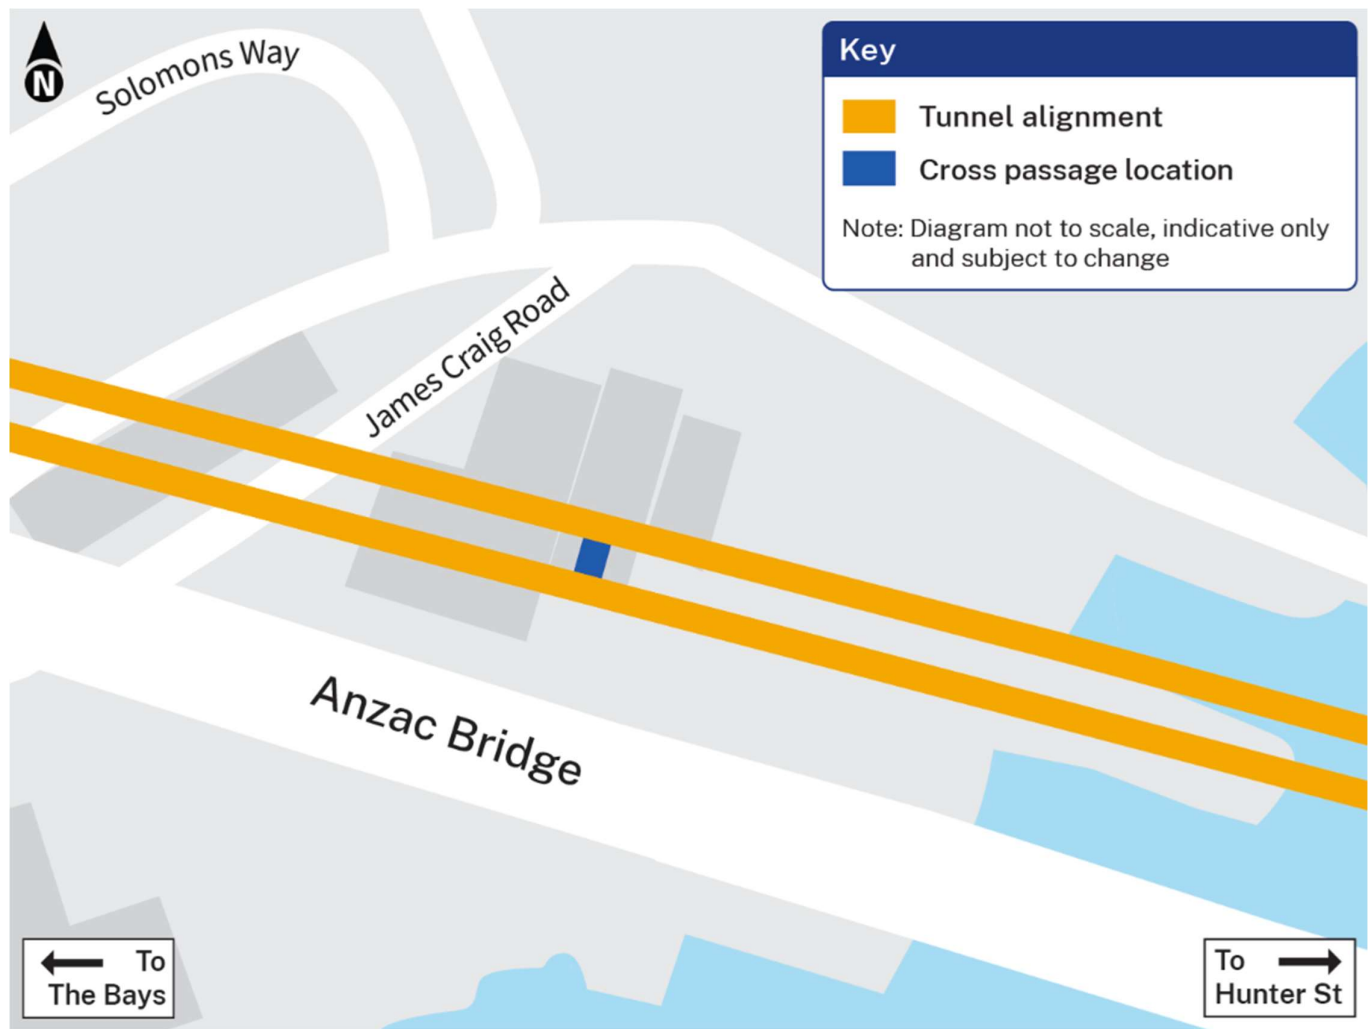 N
Solomons Way
Key
Tunnel alignment
Cross passage location
Note: Diagram not to scale, indicative only
and subject to change
James Craig Road
Anzac Bridge
To
The Bays
To
Hunter St